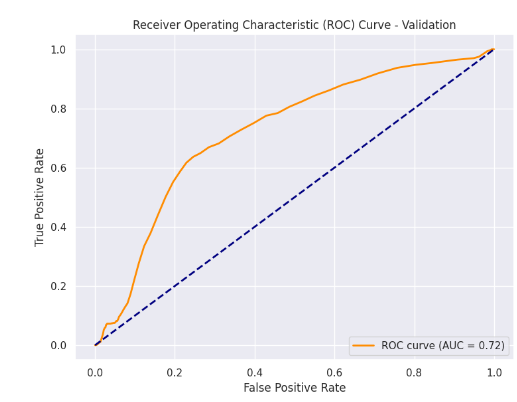 Receiver Operating Characteristic (ROC) Curve - Validation
1.0
0.8
0.6
0.4
0.2
0.0
True Positive Rate
ROC curve (AUC = 0.72)
0.0 0.2 0.4 0.6 0.8 1.0
False Positive Rate